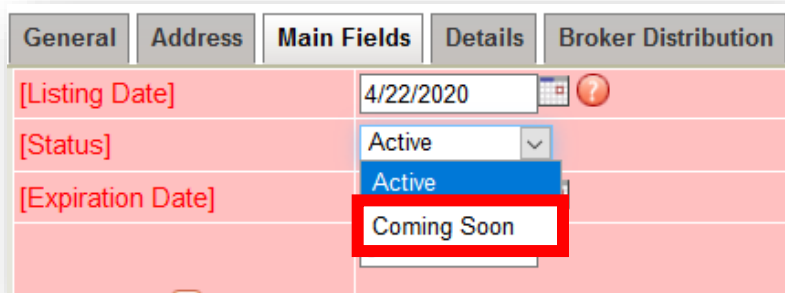 General Address Main Fields Details Broker Distribution
[Listing Date] 4/22/2020 ?
[Status] Active
Active
[Expiration Date]
Coming Soon